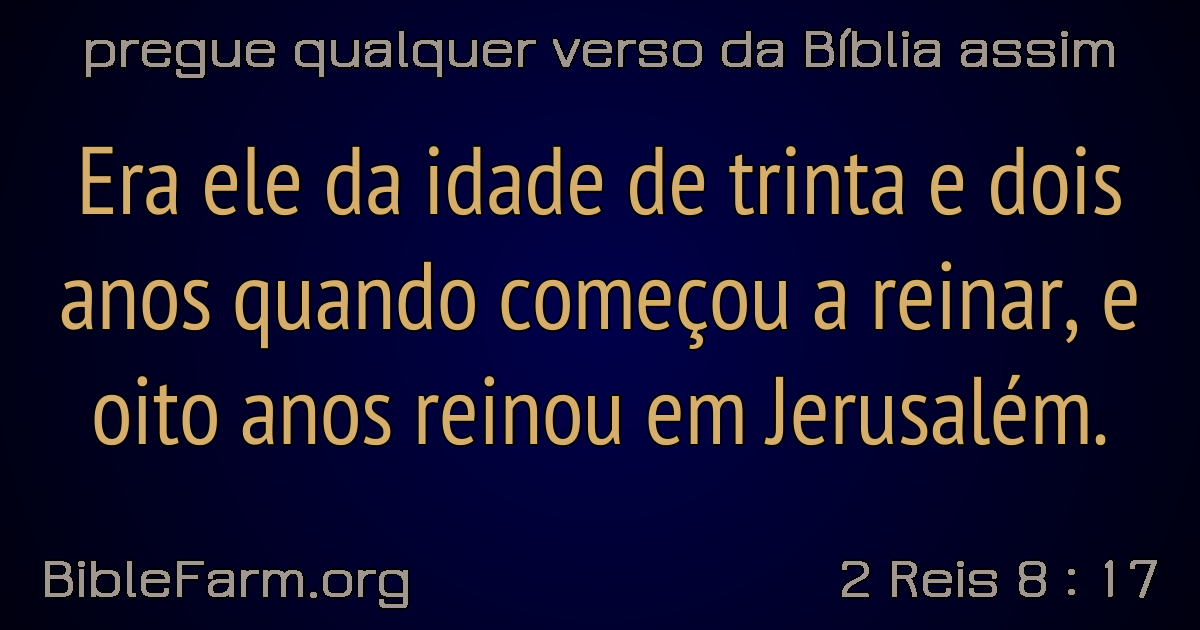 pregue qualquer verso da Bíblia assim
Era ele da idade de trinta e dois
anos quando começou a reinar, e
oito anos reinou em Jerusalém.
BibleFarm.org
2 Reis 8 : 17